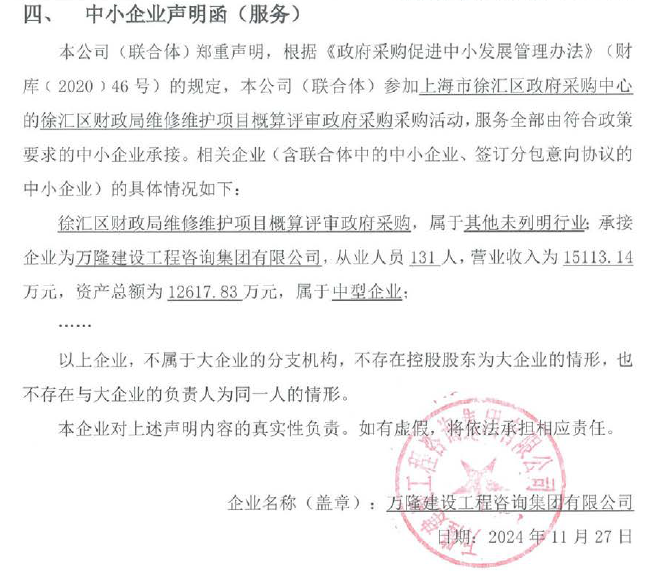 四、 中小企业声明函（服务）
本公司（联合体）郑重声明，根据《政府采购促进中小发展管理办法》（财
库﹝2020﹞46号）的规定，本公司（联合体）参加上海市徐汇区政府采购中心
的徐汇区财政局维修维护项目概算评审政府采购采购活动，服务全部由符合政策
要求的中小企业承接。相关企业（含联合体中的中小企业、签订分包意向协议的
中小企业）的具体情况如下：
徐汇区财政局维修维护项目概算评审政府采购，属于其他未列明行业；承接
企业为万隆建设工程咨询集团有限公司，从业人员131人，营业收入为15113.14
万元，资产总额为12617.83万元，属于中型企业；
……
以上企业，不属于大企业的分支机构，不存在控股股东为大企业的情形，也
不存在与大企业的负责人为同一人的情形。
本企业对上述声明内容的真实性负责。如有虚假，将依法承担相应责任。
企业名称（盖章）：万隆建设工程咨询集团有限公司
日期：2024年11月27日
万隆建设工程咨询集团有限公司